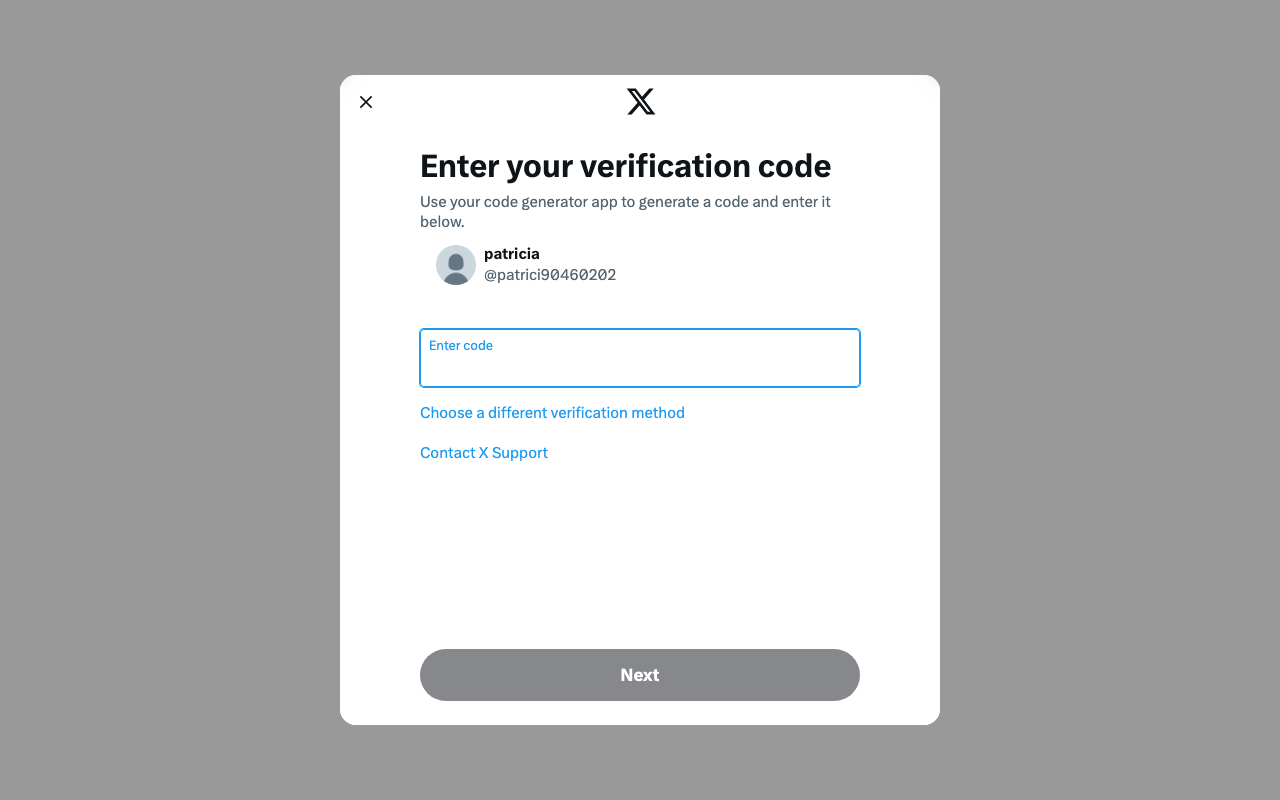 Enter your verification code
Use your code generator app to generate a code and enter it
below.
patricia
@patrici90460202
Enter code
Choose a different verification method
Contact X Support
Next